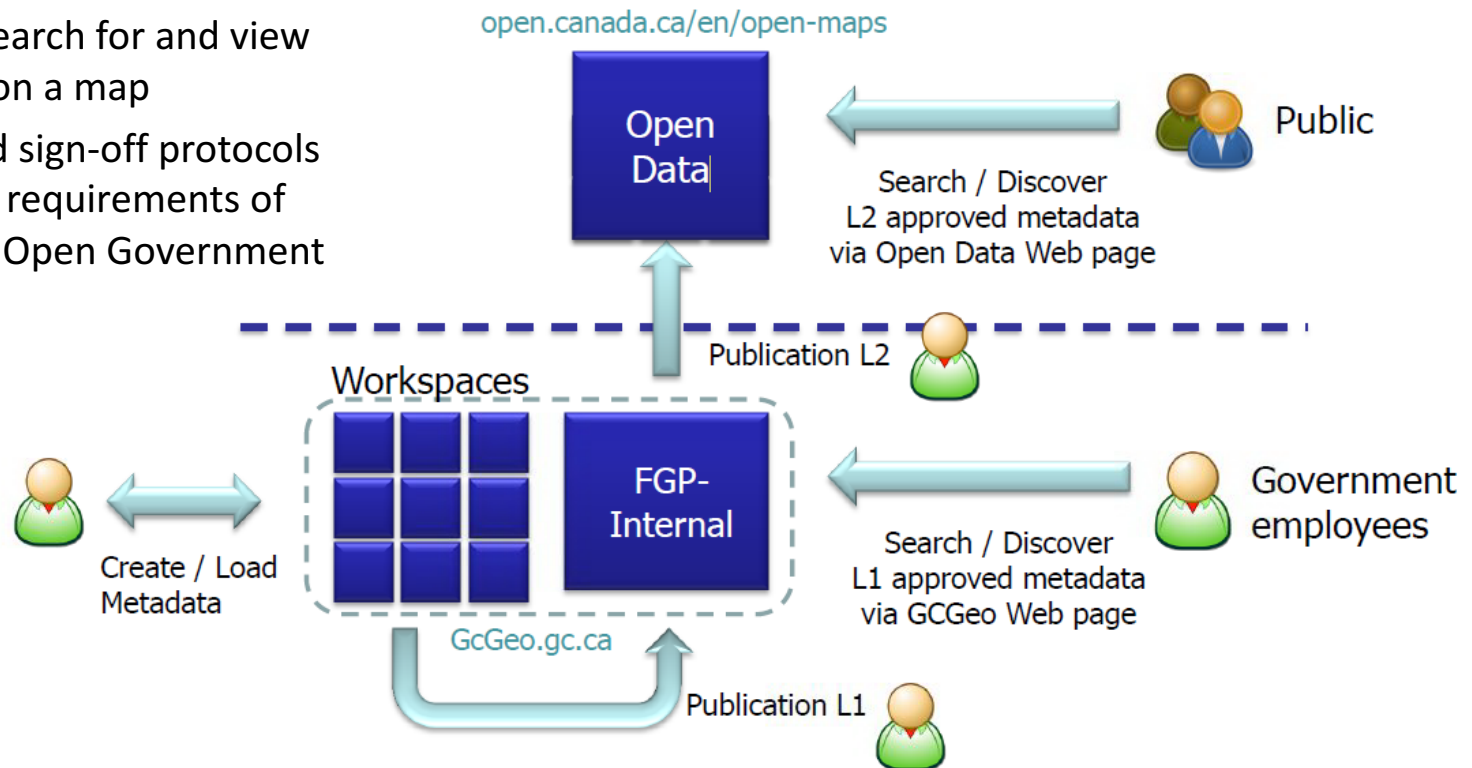 earch for and view
on a map
d sign-off protocols
requirements of
Open Government
open.canada.ca/en/open-maps
Open
Data
Public
Search / Discover
L2 approved metadata
via Open Data Web page
Publication L2
Workspaces
FGP-
Internal
Government
employees
Create / Load
Metadata
Search / Discover
L1 approved metadata
via GCGeo Web page
GcGeo.gc.ca
Publication L1